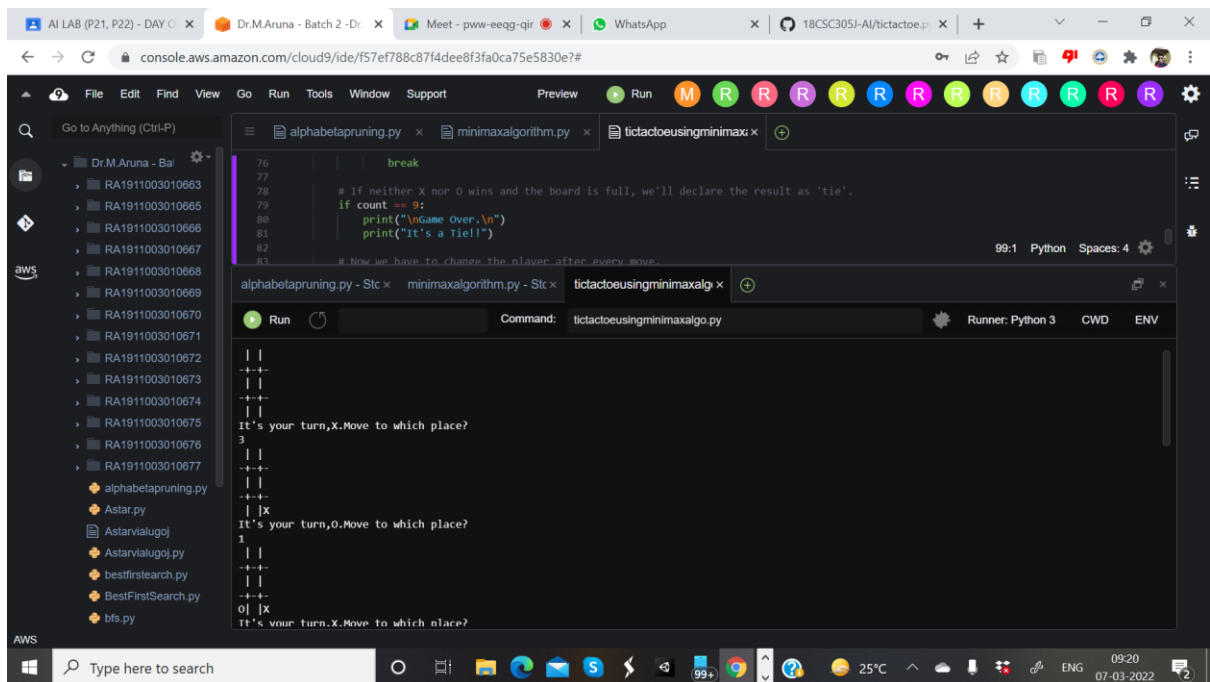 AI LAB (P21, P22) - DAY O
Dr.M.Aruna - Batch 2 -Dr.
Meet - pww-eeqg-qir
WhatsApp
18CSC305J-AI/tictactoe.p
console.aws.amazon.com/cloud9/ide/f57ef788c87f4dee8f3fa0ca75e5830e?#
File Edit Find View Go Run Tools Window Support Preview Run M R R R R R R R R R R R R
Go to Anything (Ctrl-P)
alphabetapruning.py
minimaxalgorithm.py
tictactoeusingminimax
Dr.M.Aruna - Ba
RA1911003010663
RA1911003010665
RA1911003010666
RA1911003010667
RA1911003010668
RA1911003010669
RA1911003010670
RA1911003010671
RA1911003010672
RA1911003010673
RA1911003010674
RA1911003010675
RA1911003010676
RA1911003010677
alphabetapruning.py
Astar.py
Astarvialugoj
Astarvialugoj.py
bestfirstearch.py
BestFirstSearch.py
bfs.py
aws
AWS
76 break
77
78 # If neither X nor O wins and the board is full, we'll declare the result as 'tie'.
79 if count == 9:
80 print("\nGame Over.\n")
81 print("It's a Tie!!")
82
83 # Now we have to change the player after every move.
99:1 Python Spaces: 4
alphabetapruning.py - Stc
minimaxalgorithm.py - Stc
tictactoeusingminimaxalg
Run Command: tictactoeusingminimaxalgo.py Runner: Python 3 CWD ENV
| |
-+-+-
| |
-+-+-
| |
It's your turn,X.Move to which place?
3
| |
-+-+-
| |
-+-+-
| |X
It's your turn,O.Move to which place?
1
| |
-+-+-
| |
-+-+-
O| |X
It's your turn,X.Move to which place?
Type here to search
99+
25°C
ENG
09:20
07-03-2022
2